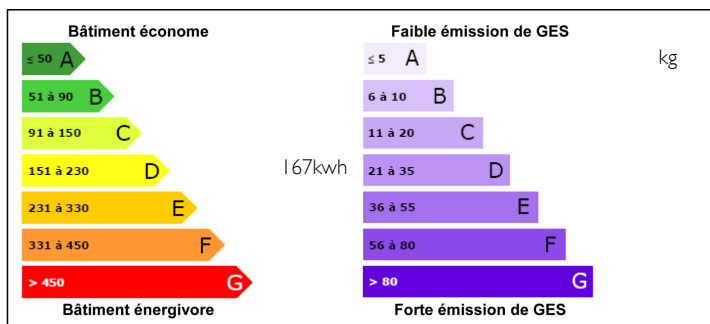 Bâtiment économe
≤ 50 A
51 à 90 B
91 à 150 C
151 à 230 D
167kwh
231 à 330 E
331 à 450 F
> 450 G
Bâtiment énergivore
Faible émission de GES
≤ 5 A
kg
6 à 10 B
11 à 20 C
21 à 35 D
36 à 55 E
56 à 80 F
> 80 G
Forte émission de GES